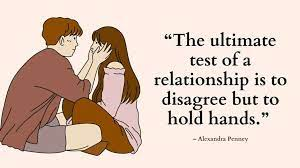 “The ultimate
test of a
relationship is to
disagree but to
hold hands.”
– Alexandra Penney